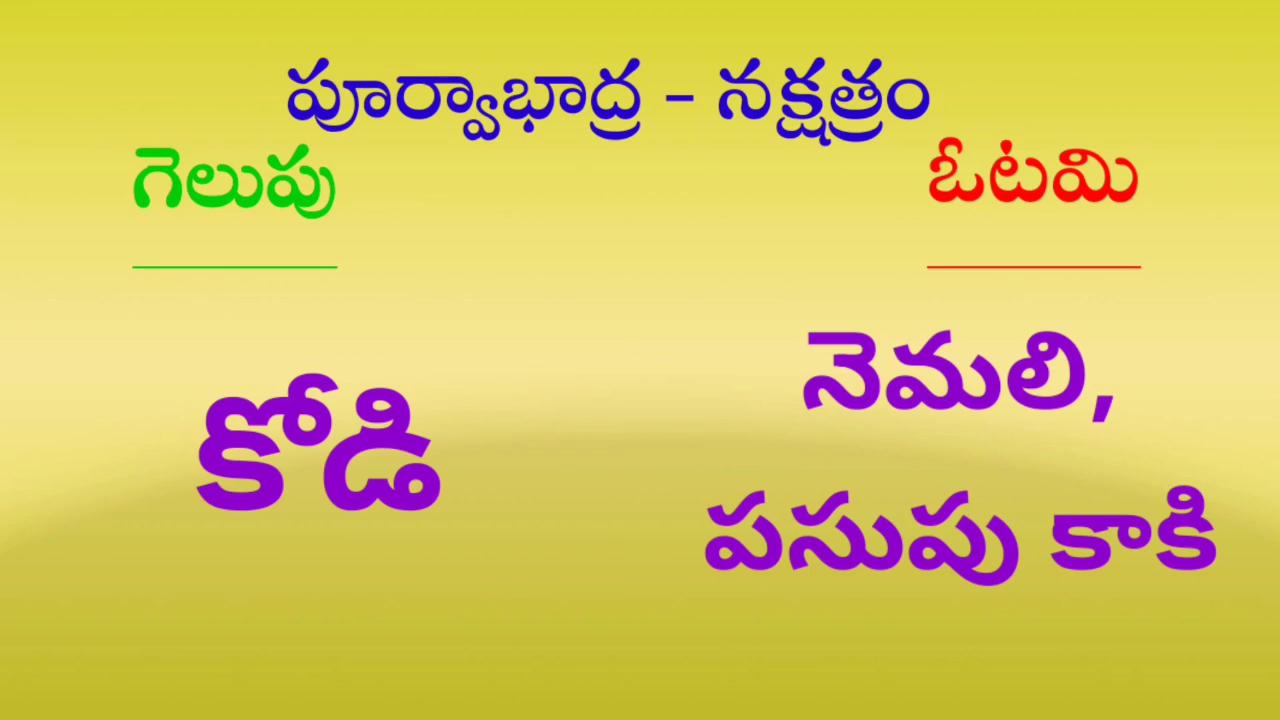 పూర్వాభాద్ర - నక్షత్రం
గెలుపు
ఓటమి
కోడి
నెమలి,
పసుపు కాకి